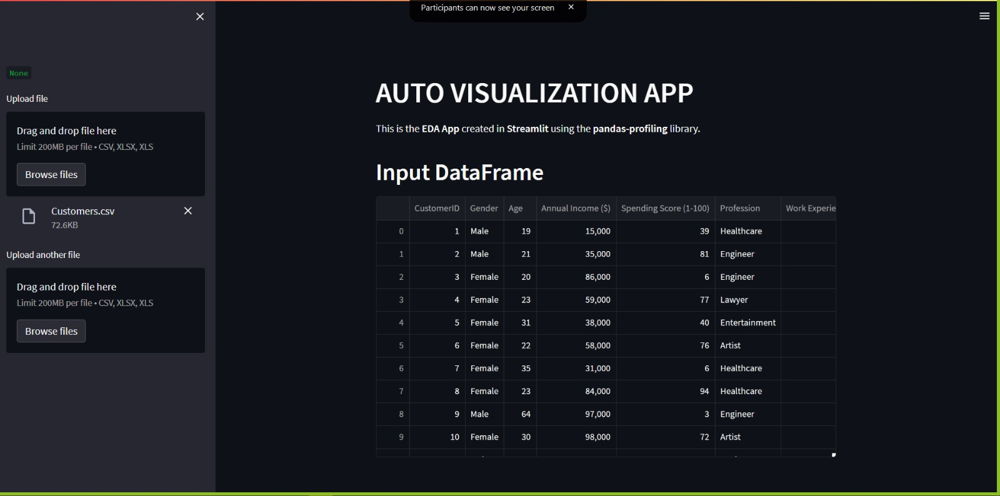 Participants can now see your screen
None
Upload file
Drag and drop file here
Limit 200MB per file • CSV, XLSX, XLS
Browse files
Customers.csv
72.6KB
Upload another file
Drag and drop file here
Limit 200MB per file • CSV, XLSX, XLS
Browse files
AUTO VISUALIZATION APP
This is the EDA App created in Streamlit using the pandas-profiling library.
Input DataFrame
CustomerID Gender Age Annual Income ($) Spending Score (1-100) Profession Work Experie
0 1 Male 19 15,000 39 Healthcare
1 2 Male 21 35,000 81 Engineer
2 3 Female 20 86,000 6 Engineer
3 4 Female 23 59,000 77 Lawyer
4 5 Female 31 38,000 40 Entertainment
5 6 Female 22 58,000 76 Artist
6 7 Female 35 31,000 6 Healthcare
7 8 Female 23 84,000 94 Healthcare
8 9 Male 64 97,000 3 Engineer
9 10 Female 30 98,000 72 Artist